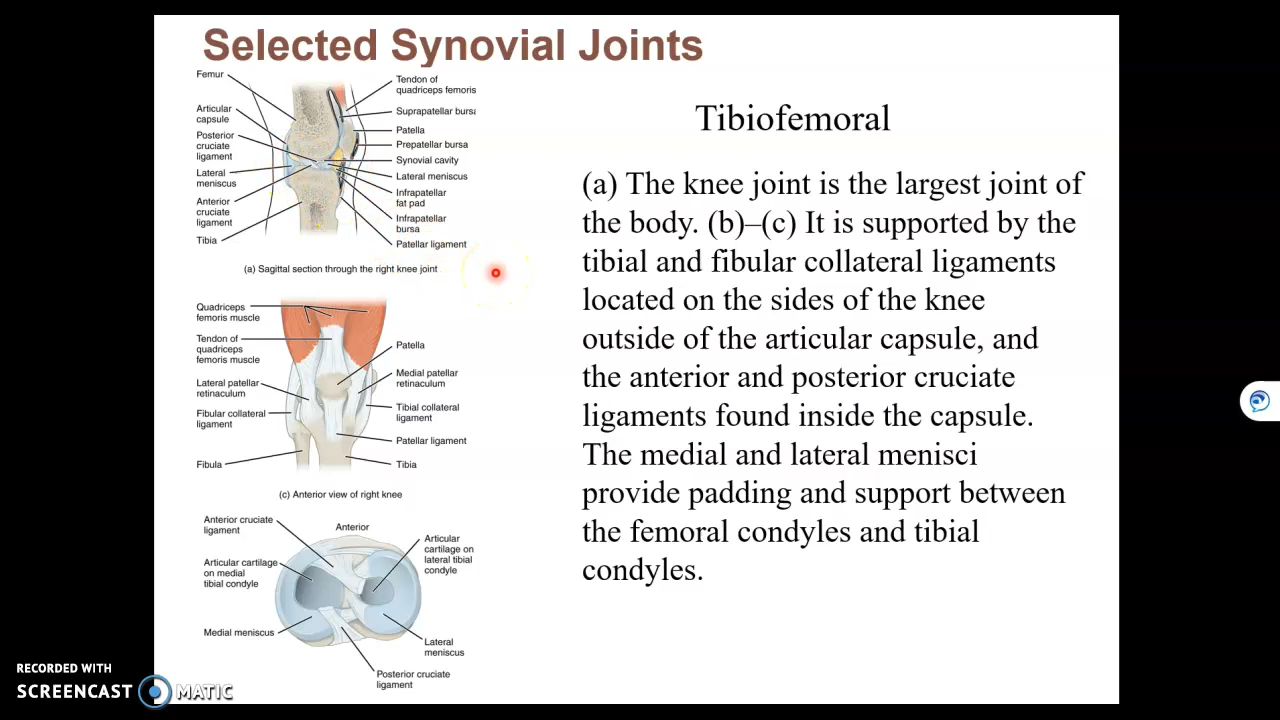 Selected Synovial Joints
Femur
Articular
capsule
Posterior
cruciate
ligament
Lateral
meniscus
Anterior
cruciate
ligament
Tibia
Tendon of
quadriceps femoris
Suprapatellar bursa
Patella
Prepatellar bursa
Synovial cavity
Lateral meniscus
Infrapatellar
fat pad
Infrapatellar
bursa
Patellar ligament
(a) Sagittal section through the right knee joint
Quadriceps
femoris muscle
Tendon of
quadriceps
femoris muscle
Lateral patellar
retinaculum
Fibular collateral
ligament
Fibula
Patella
Medial patellar
retinaculum
Tibial collateral
ligament
Patellar ligament
Tibia
(c) Anterior view of right knee
Anterior cruciate
ligament
Articular cartilage
on medial
tibial condyle
Medial meniscus
Anterior
Articular
cartilage on
lateral tibial
condyle
Lateral
meniscus
Posterior cruciate
ligament
Tibiofemoral
(a) The knee joint is the largest joint of
the body. (b)–(c) It is supported by the
tibial and fibular collateral ligaments
located on the sides of the knee
outside of the articular capsule, and
the anterior and posterior cruciate
ligaments found inside the capsule.
The medial and lateral menisci
provide padding and support between
the femoral condyles and tibial
condyles.
RECORDED WITH
SCREENCAST MATIC